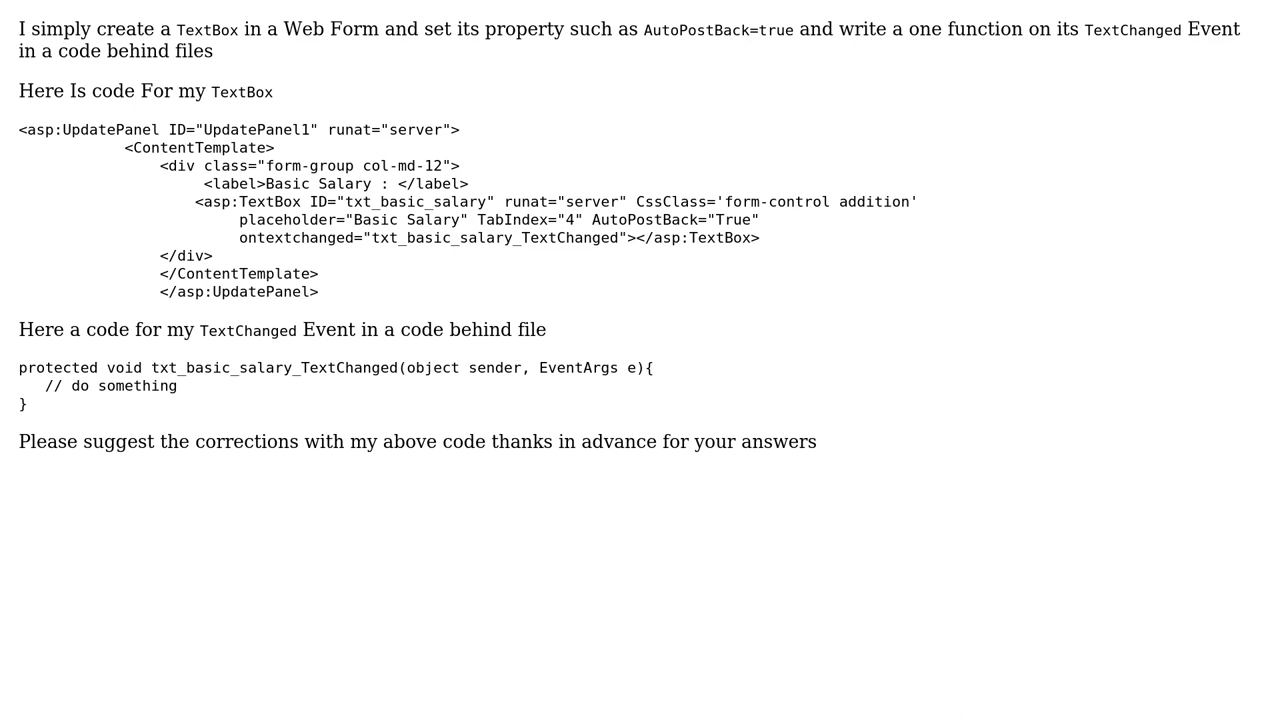 I simply create a TextBox in a Web Form and set its property such as AutoPostBack=true and write a one function on its TextChanged Event
in a code behind files
Here Is code For my TextBox
<asp:UpdatePanel ID="UpdatePanel1" runat="server">
<ContentTemplate>
<div class="form-group col-md-12">
<label>Basic Salary : </label>
<asp:TextBox ID="txt_basic_salary" runat="server" CssClass='form-control addition'
placeholder="Basic Salary" TabIndex="4" AutoPostBack="True"
ontextchanged="txt_basic_salary_TextChanged"></asp:TextBox>
</div>
</ContentTemplate>
</asp:UpdatePanel>
Here a code for my TextChanged Event in a code behind file
protected void txt_basic_salary_TextChanged(object sender, EventArgs e){
// do something
}
Please suggest the corrections with my above code thanks in advance for your answers